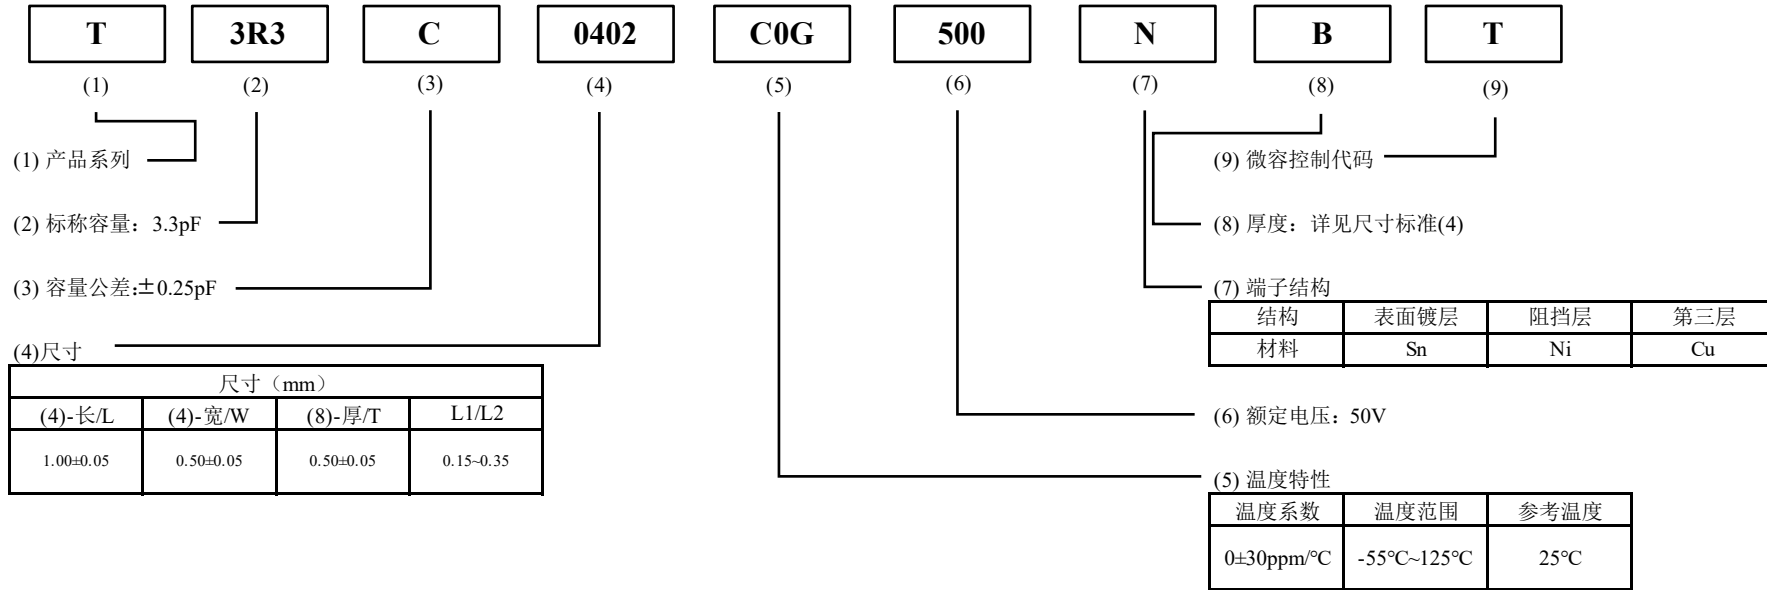 T 3R3 C 0402 C0G 500 N B T
(1) (2) (3) (4) (5) (6) (7) (8) (9)
(1) 产品系列
(9) 微容控制代码
(2) 标称容量：3.3pF
(8) 厚度：详见尺寸标准(4)
(3) 容量公差:±0.25pF
(7) 端子结构
结构 表面镀层 阻挡层 第三层
材料 Sn Ni Cu
(4)尺寸
尺寸（mm）
(4)-长/L (4)-宽/W (8)-厚/T L1/L2
1.00±0.05 0.50±0.05 0.50±0.05 0.15~0.35
(6) 额定电压：50V
(5) 温度特性
温度系数 温度范围 参考温度
0±30ppm/℃ -55℃~125℃ 25℃